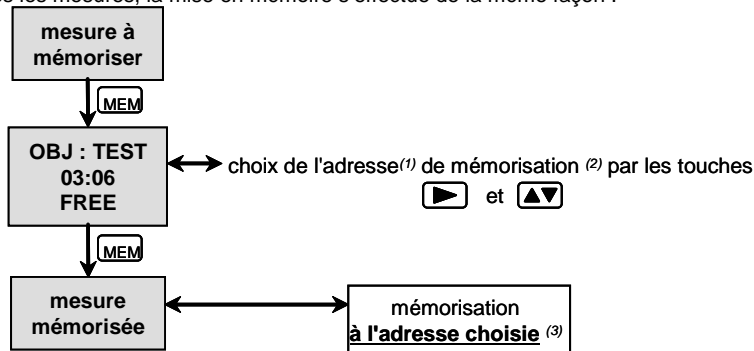 les mesures, la mise en mémoire s'effectue de la même façon :
mesure à
mémoriser
MEM
OBJ : TEST
03:06
FREE
choix de l'adresse(1) de mémorisation (2) par les touches
et
MEM
mesure
mémorisée
mémorisation
à l'adresse choisie (3)